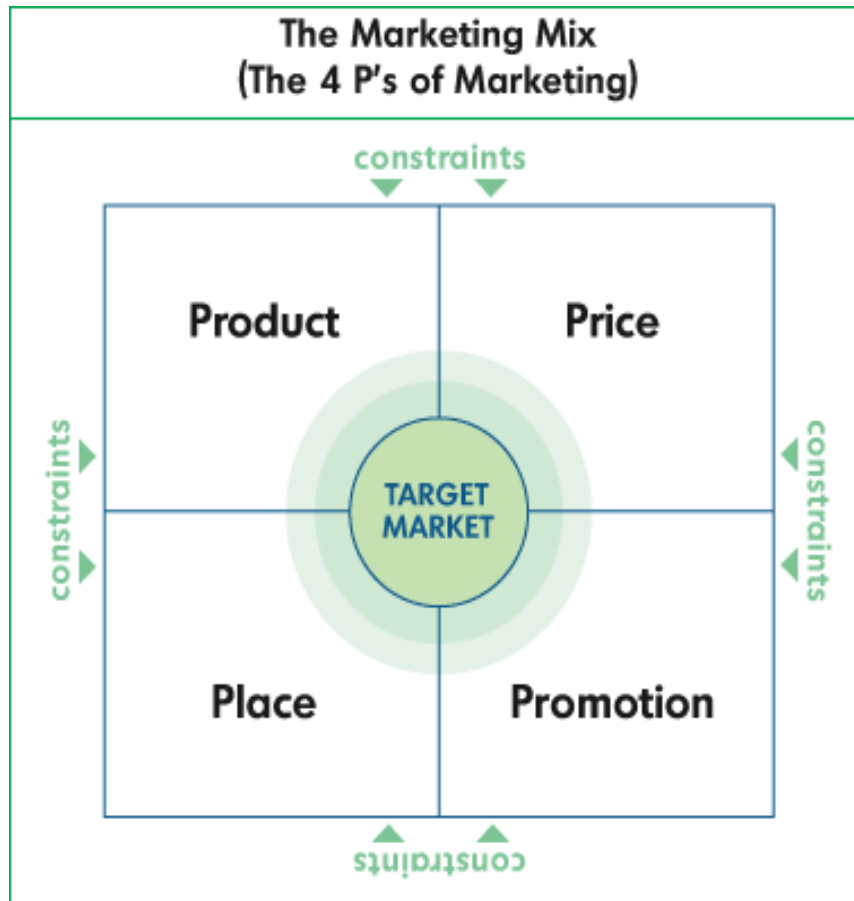 The Marketing Mix
(The 4 P's of Marketing)
constraints
Product
Price
constraints
TARGET
MARKET
constraints
Place
Promotion
constraints